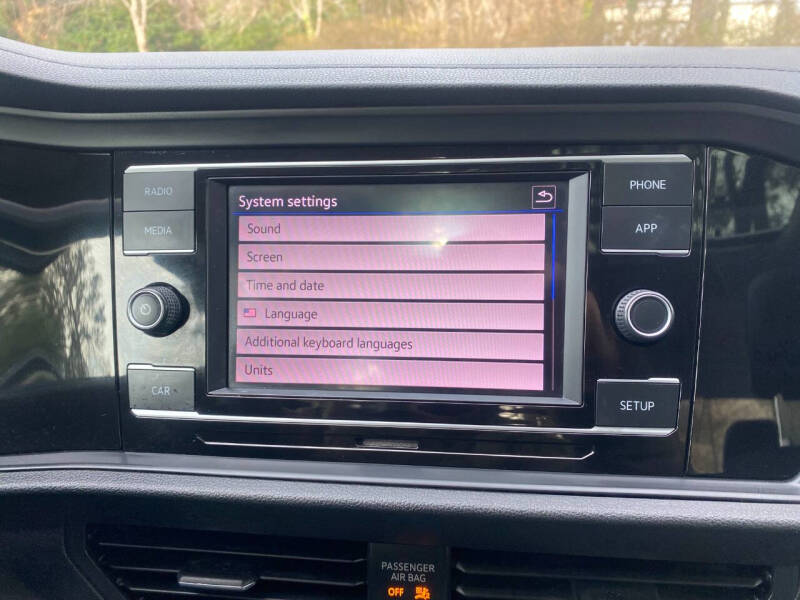 RADIO
MEDIA
CAR
System settings
Sound
Screen
Time and date
Language
Additional keyboard languages
Units
PHONE
APP
SETUP
PASSENGER
AIR BAG
OFF